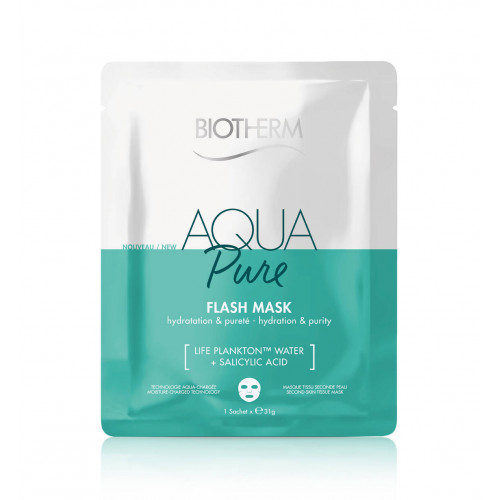 BIOTHERM
NOUVEAU / NEW
AQUA
Pure
FLASH MASK
hydratation & pureté · hydration & purity
[ LIFE PLANKTON™ WATER
+ SALICYLIC ACID ]
TECHNOLOGIE AQUA-CHARGÉE
MOISTURE-CHARGED TECHNOLOGY
MASQUE TISSU SECONDE PEAU
SECOND SKIN TISSUE MASK
1 Sachet x ℮ 31g